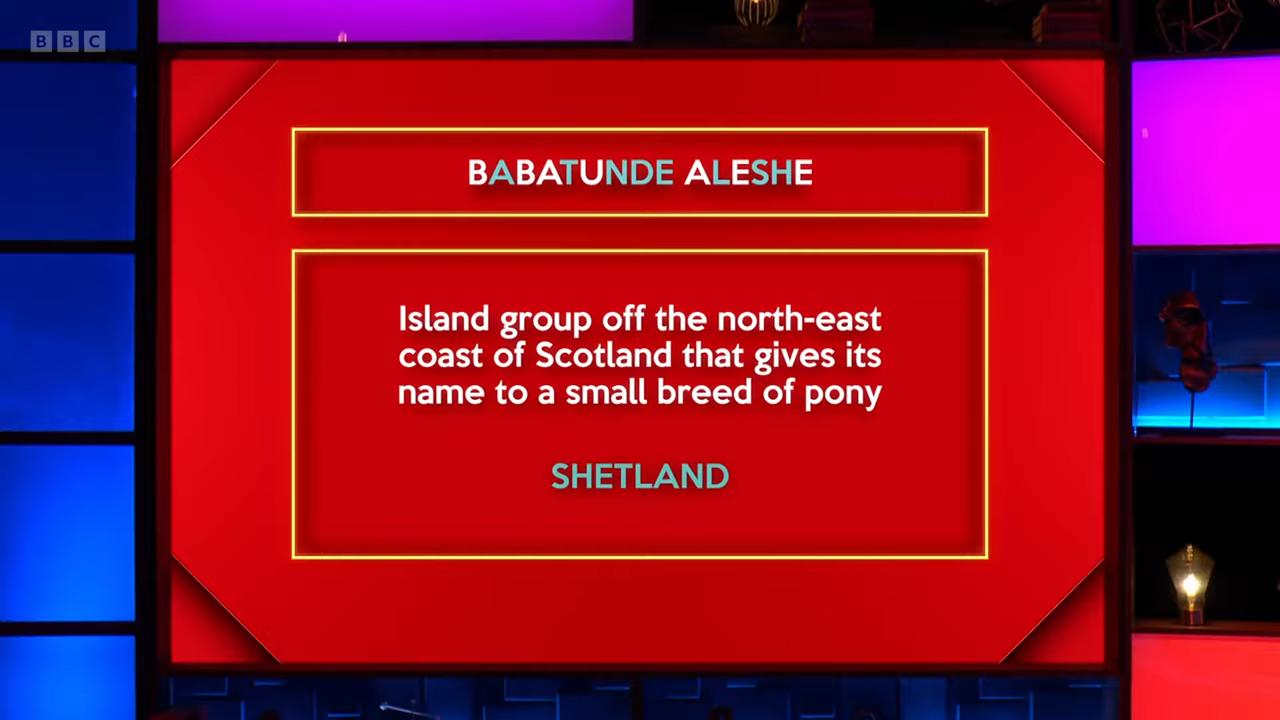 BBC
BABATUNDE ALESHE
Island group off the north-east
coast of Scotland that gives its
name to a small breed of pony
SHETLAND